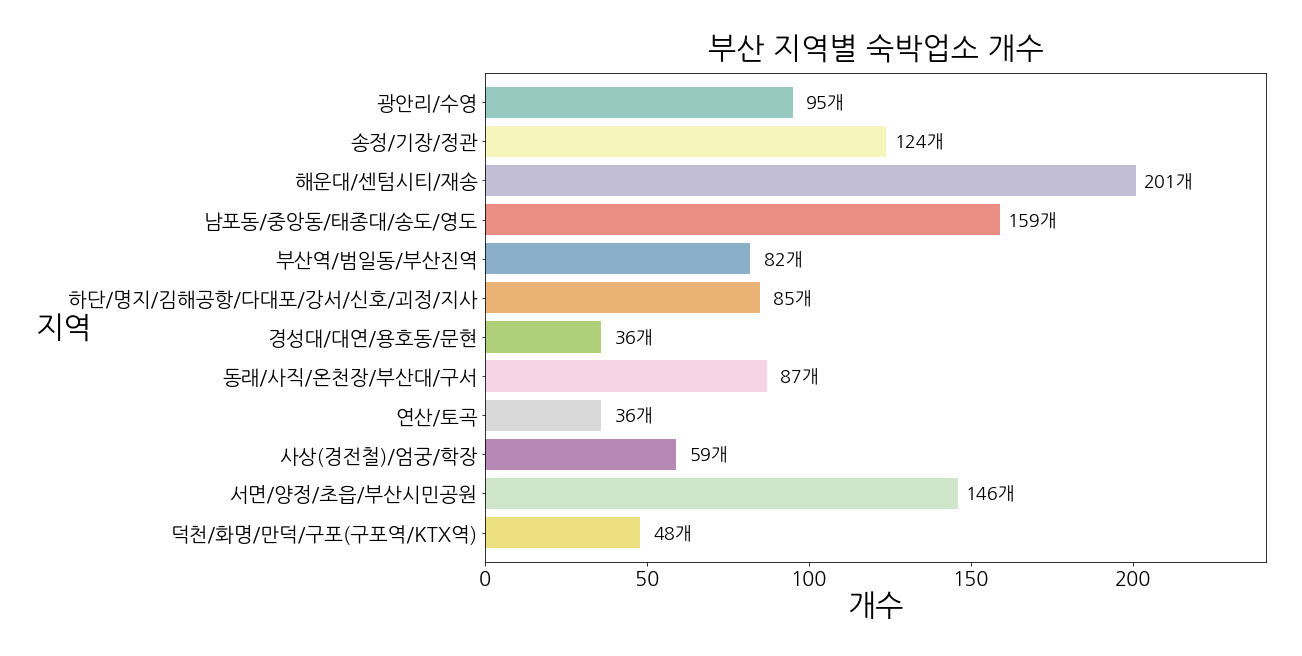 부산 지역별 숙박업소 개수
광안리/수영 95개
송정/기장/정관 124개
해운대/센텀시티/재송 201개
남포동/중앙동/태종대/송도/영도 159개
부산역/범일동/부산진역 82개
하단/명지/김해공항/다대포/강서/신호/괴정/지사 85개
지역
경성대/대연/용호동/문현 36개
동래/사직/온천장/부산대/구서 87개
연산/토곡 36개
사상(경전철)/엄궁/학장 59개
서면/양정/초읍/부산시민공원 146개
덕천/화명/만덕/구포(구포역/KTX역) 48개
0 50 100 150 200
개수